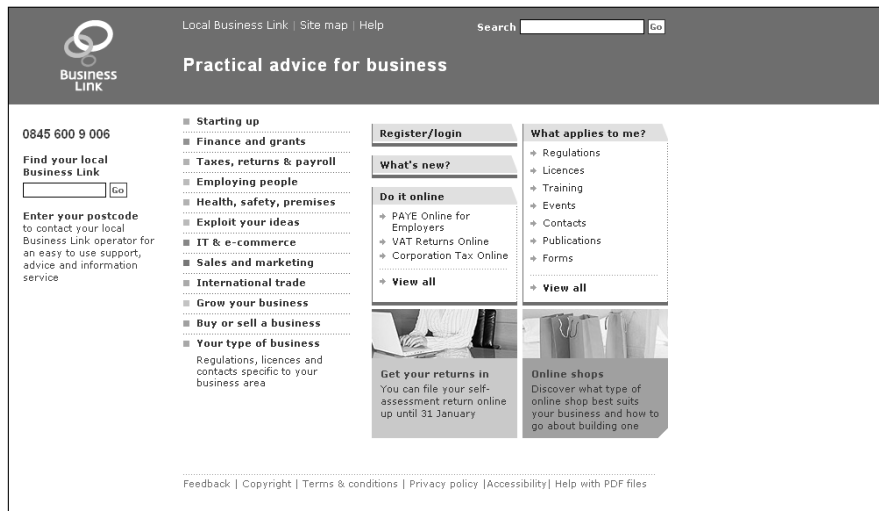 Local Business Link | Site map | Help
Search
Go
Business
Link
Practical advice for business
0845 600 9 006
Find your local
Business Link
Go
Enter your postcode
to contact your local
Business Link operator for
an easy to use support,
advice and information
service
Starting up
Finance and grants
Taxes, returns & payroll
Employing people
Health, safety, premises
Exploit your ideas
IT & e-commerce
Sales and marketing
International trade
Grow your business
Buy or sell a business
Your type of business
Regulations, licences and
contacts specific to your
business area
Register/login
What's new?
Do it online
PAYE Online for
Employers
VAT Returns Online
Corporation Tax Online
View all
What applies to me?
Regulations
Licences
Training
Events
Contacts
Publications
Forms
View all
Get your returns in
You can file your self-
assessment return online
up until 31 January
Online shops
Discover what type of
online shop best suits
your business and how to
go about building one
Feedback | Copyright | Terms & conditions | Privacy policy |Accessibility| Help with PDF files